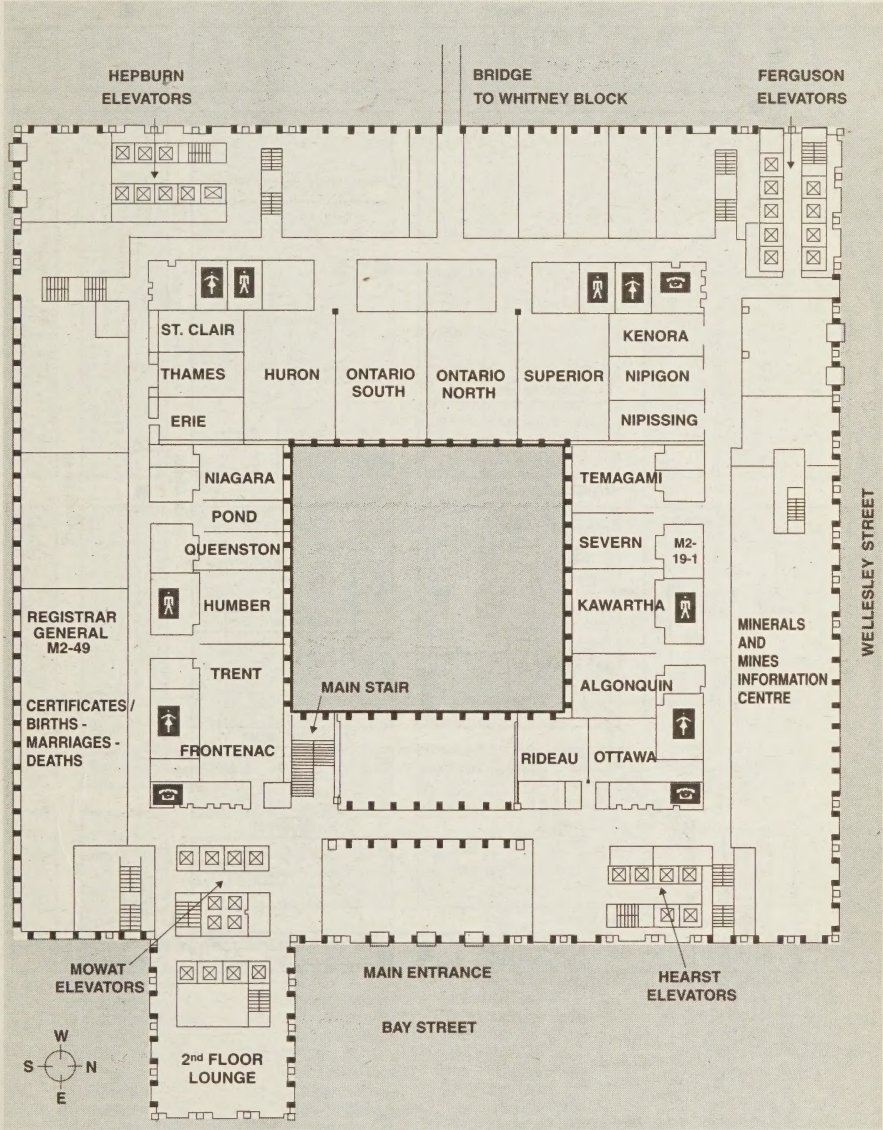 HEPBURN
ELEVATORS
BRIDGE
TO WHITNEY BLOCK
FERGUSON
ELEVATORS
ST. CLAIR
THAMES
ERIE
HURON
ONTARIO
SOUTH
ONTARIO
NORTH
SUPERIOR
KENORA
NIPIGON
NIPISSING
NIAGARA
POND
QUEENSTON
HUMBER
TRENT
FRONTENAC
TEMAGAMI
SEVERN
M2-
19-1
KAWARTHA
ALGONQUIN
RIDEAU
OTTAWA
MAIN STAIR
REGISTRAR
GENERAL
M2-49
CERTIFICATES/
BIRTHS -
MARRIAGES -
DEATHS
MINERALS
AND
MINES
INFORMATION
CENTRE
WELLESLEY STREET
MOWAT
ELEVATORS
MAIN ENTRANCE
HEARST
ELEVATORS
BAY STREET
2nd FLOOR
LOUNGE
W
S
N
E